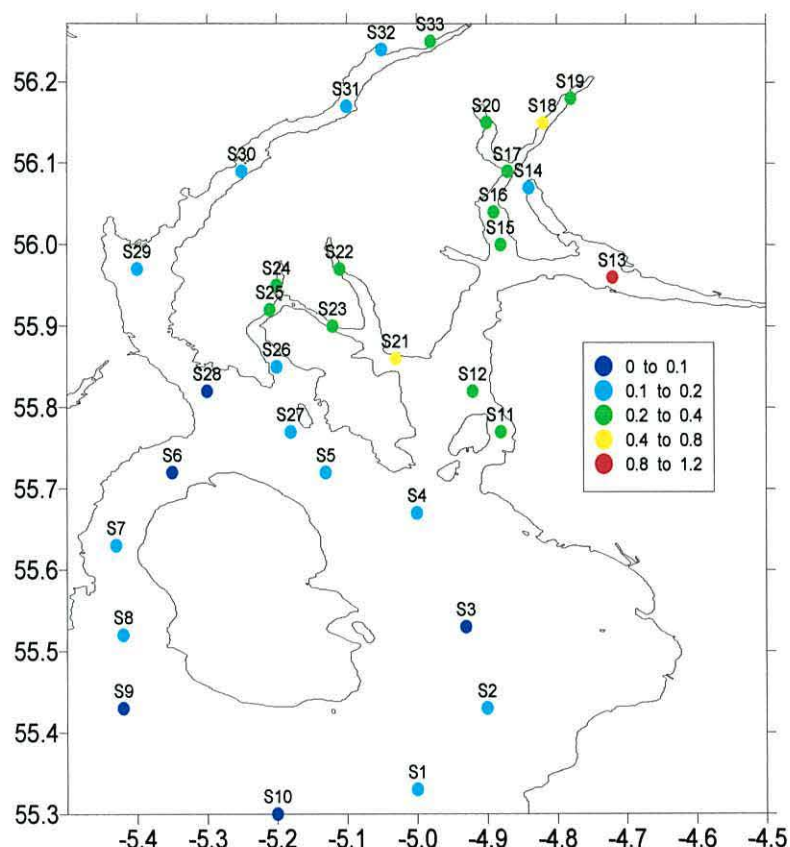 S32 S33
56.2
S19
S31 S20 S18
S17
56.1 S30 S14
S16
S15
56.0
S29 S22 S13
S24
S25
55.9 S23
S21
S26
S28 S12
0 to 0.1
55.8
0.1 to 0.2
S27 S11
0.2 to 0.4
S6 S5
0.4 to 0.8
55.7
0.8 to 1.2
S4
S7
55.6
S8 S3
55.5
S9 S2
55.4
S1
S10
55.3
-5.4 -5.3 -5.2 -5.1 -5.0 -4.9 -4.8 -4.7 -4.6 -4.5